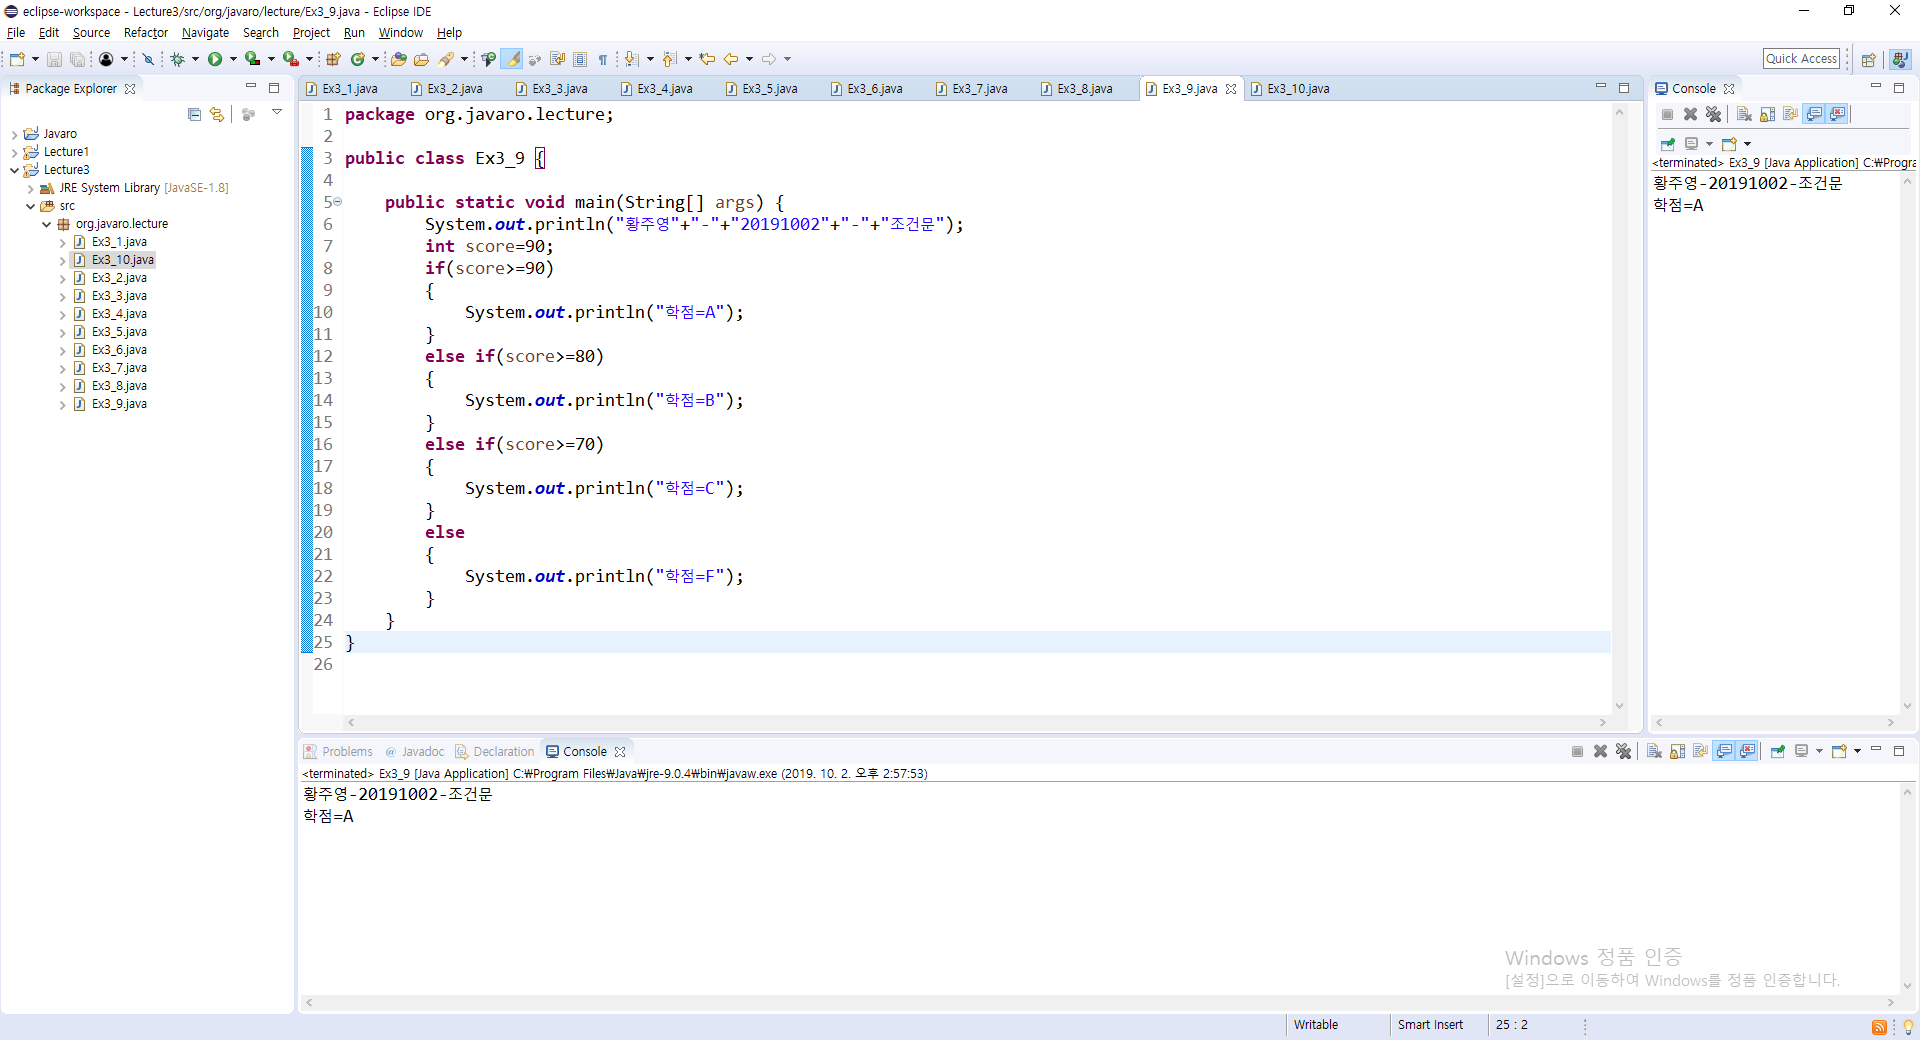 eclipse-workspace - Lecture3/src/org/javaro/lecture/Ex3_9.java - Eclipse IDE
File Edit Source Refactor Navigate Search Project Run Window Help
Quick Access
Package Explorer
Javaro
Lecture1
Lecture3
JRE System Library [JavaSE-1.8]
src
org.javaro.lecture
Ex3_1.java
Ex3_10.java
Ex3_2.java
Ex3_3.java
Ex3_4.java
Ex3_5.java
Ex3_6.java
Ex3_7.java
Ex3_8.java
Ex3_9.java
Ex3_1.java Ex3_2.java Ex3_3.java Ex3_4.java Ex3_5.java Ex3_6.java Ex3_7.java Ex3_8.java Ex3_9.java Ex3_10.java
1 package org.javaro.lecture;
2
3 public class Ex3_9 {
4
5 public static void main(String[] args) {
6 System.out.println("황주영"+"-"+"20191002"+"-"+"조건문");
7 int score=90;
8 if(score>=90)
9 {
10 System.out.println("학점=A");
11 }
12 else if(score>=80)
13 {
14 System.out.println("학점=B");
15 }
16 else if(score>=70)
17 {
18 System.out.println("학점=C");
19 }
20 else
21 {
22 System.out.println("학점=F");
23 }
24 }
25 }
26
Console
<terminated> Ex3_9 [Java Application] C:₩Progra
황주영-20191002-조건문
학점=A
Problems @ Javadoc Declaration Console
<terminated> Ex3_9 [Java Application] C:₩Program Files₩Java₩jre-9.0.4₩bin₩javaw.exe (2019. 10. 2. 오후 2:57:53)
황주영-20191002-조건문
학점=A
Windows 정품 인증
[설정]으로 이동하여 Windows를 정품 인증합니다.
Writable Smart Insert 25 : 2